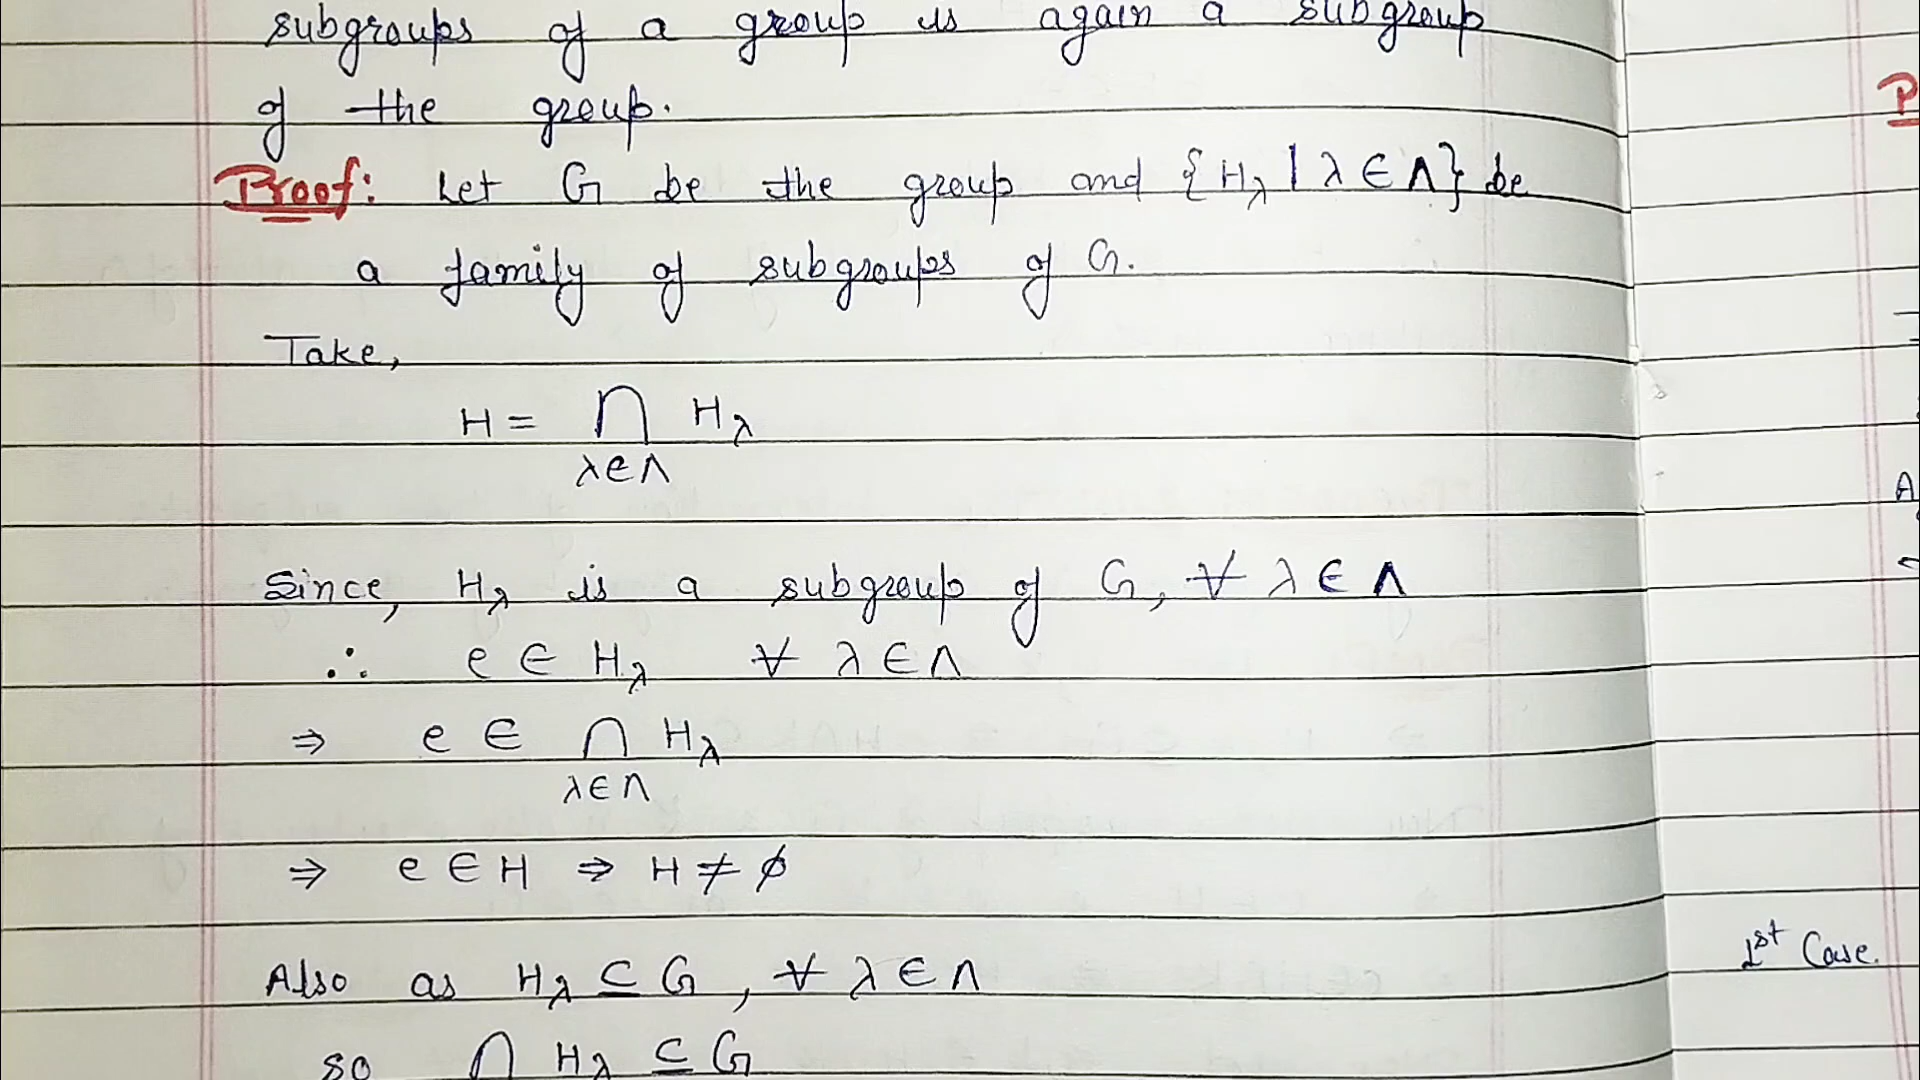 subgroups of a group is again a subgroup
of the group.
Proof: Let G be the group and {H_λ | λ ∈ Λ} be
a family of subgroups of G.
Take,
H = ⋂ H_λ
λ∈Λ
Since, H_λ is a subgroup of G, ∀ λ ∈ Λ
∴ e ∈ H_λ ∀ λ ∈ Λ
⇒ e ∈ ⋂ H_λ
λ∈Λ
⇒ e ∈ H ⇒ H ≠ ϕ
Also as H_λ ⊆ G, ∀ λ ∈ Λ
so ⋂ H_λ ⊆ G
P
A
1st Case.